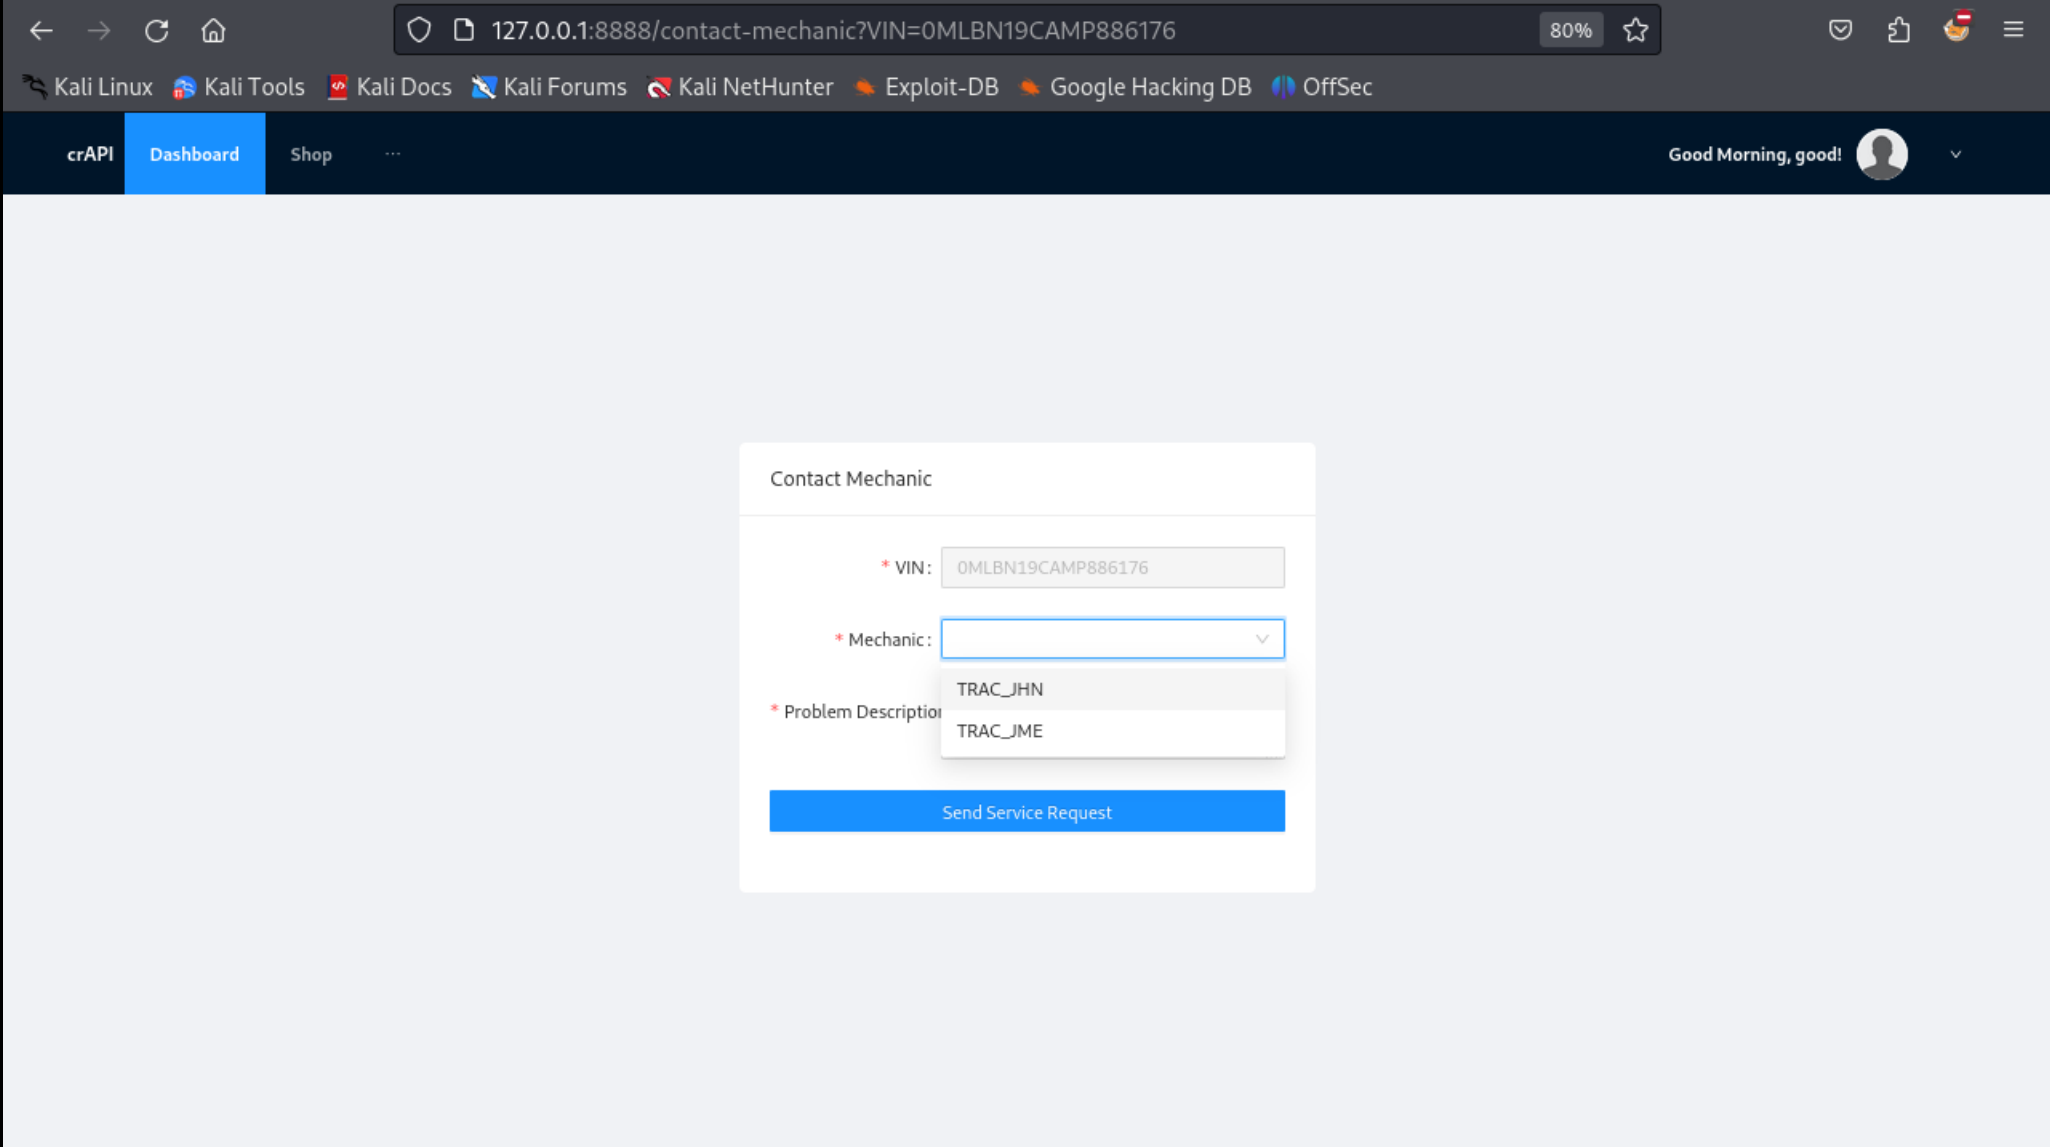 127.0.0.1:8888/contact-mechanic?VIN=0MLBN19CAMP886176 80%
Kali Linux Kali Tools Kali Docs Kali Forums Kali NetHunter Exploit-DB Google Hacking DB OffSec
crAPI Dashboard Shop ··· Good Morning, good!
Contact Mechanic
* VIN: 0MLBN19CAMP886176
* Mechanic:
TRAC_JHN
* Problem Description
TRAC_JME
Send Service Request